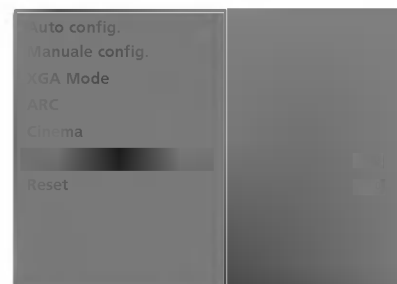 Auto config.
Manuale config.
XGA Mode
ARC
Cinema
Reset